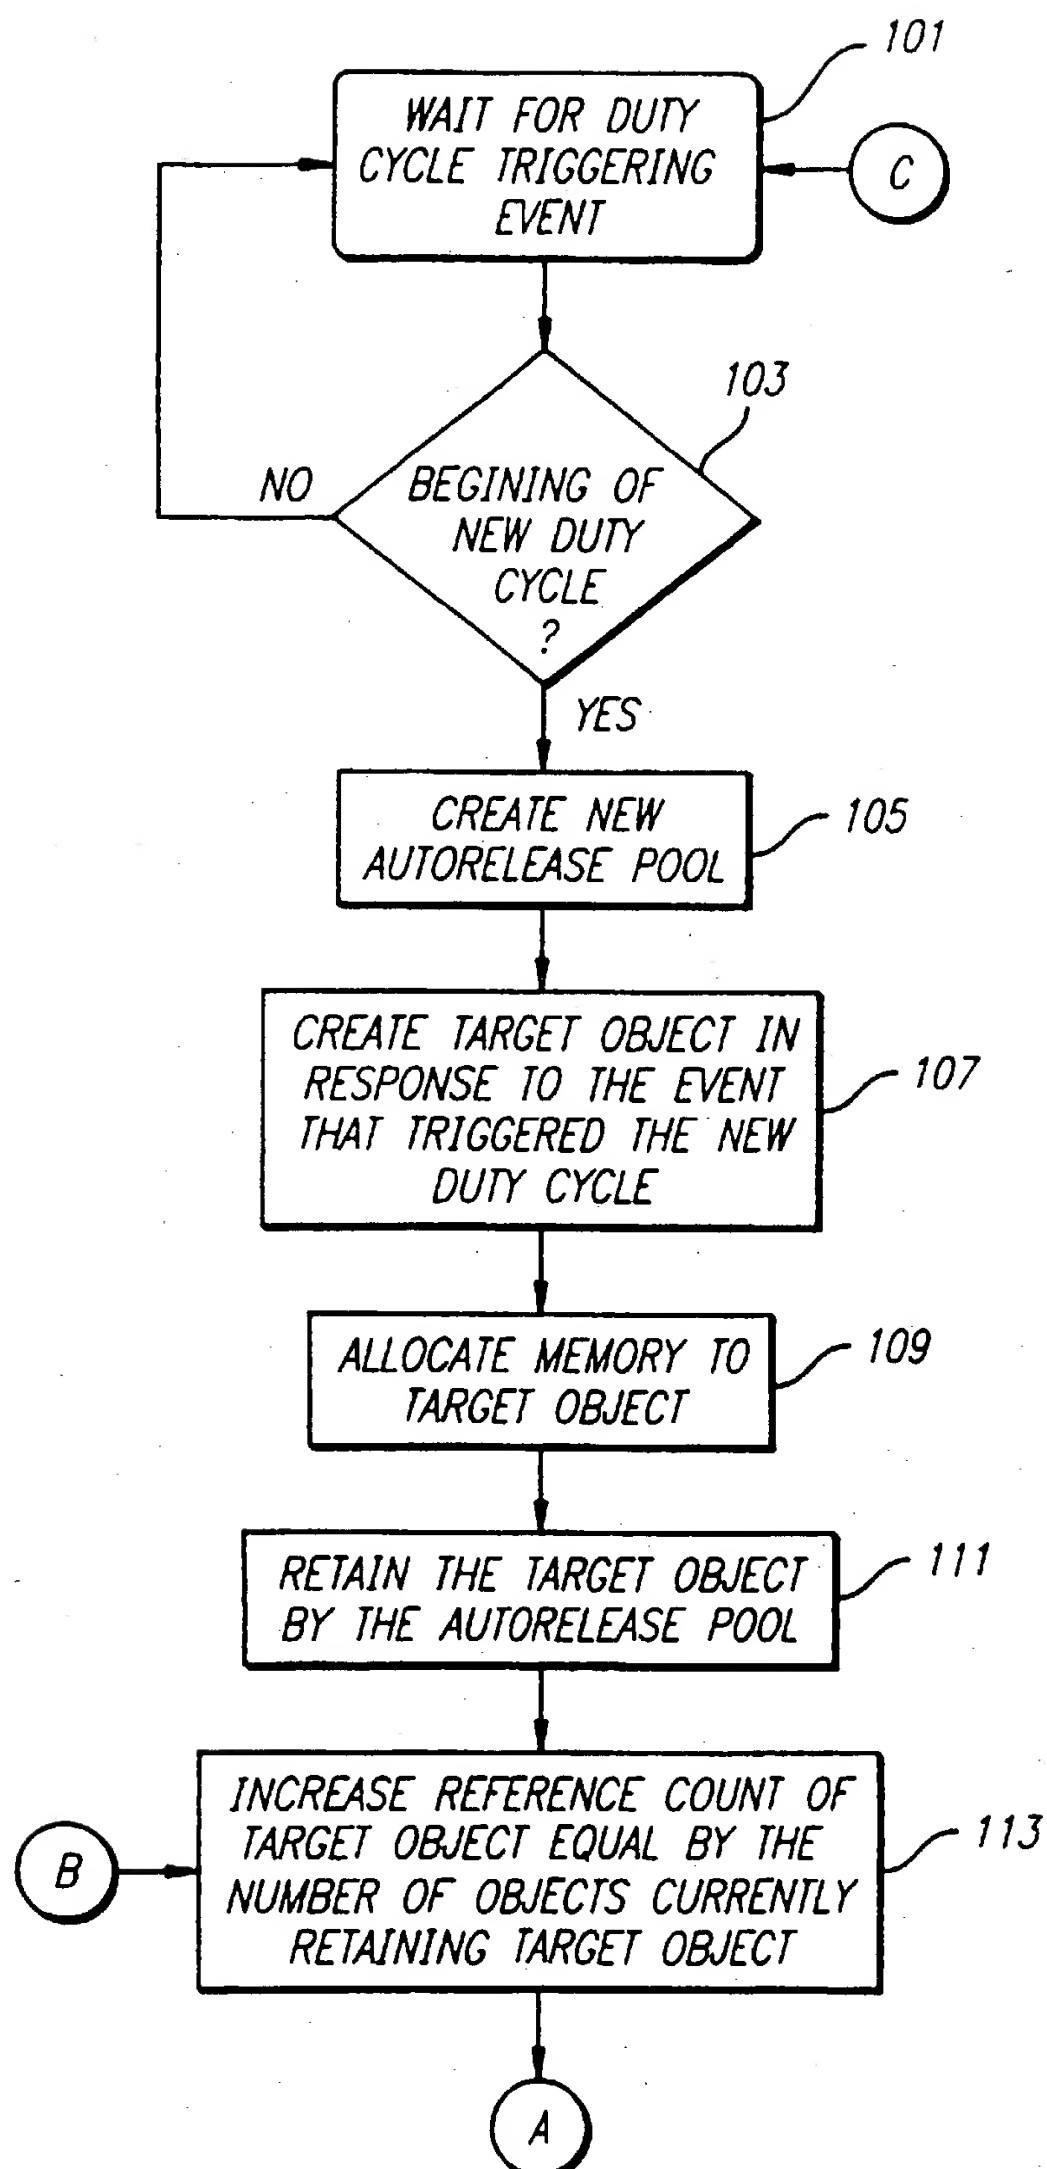 101
WAIT FOR DUTY
CYCLE TRIGGERING
EVENT
C
103
NO
BEGINING OF
NEW DUTY
CYCLE
?
YES
CREATE NEW
AUTORELEASE POOL
105
CREATE TARGET OBJECT IN
RESPONSE TO THE EVENT
THAT TRIGGERED THE NEW
DUTY CYCLE
107
ALLOCATE MEMORY TO
TARGET OBJECT
109
RETAIN THE TARGET OBJECT
BY THE AUTORELEASE POOL
111
INCREASE REFERENCE COUNT OF
TARGET OBJECT EQUAL BY THE
NUMBER OF OBJECTS CURRENTLY
RETAINING TARGET OBJECT
113
B
A